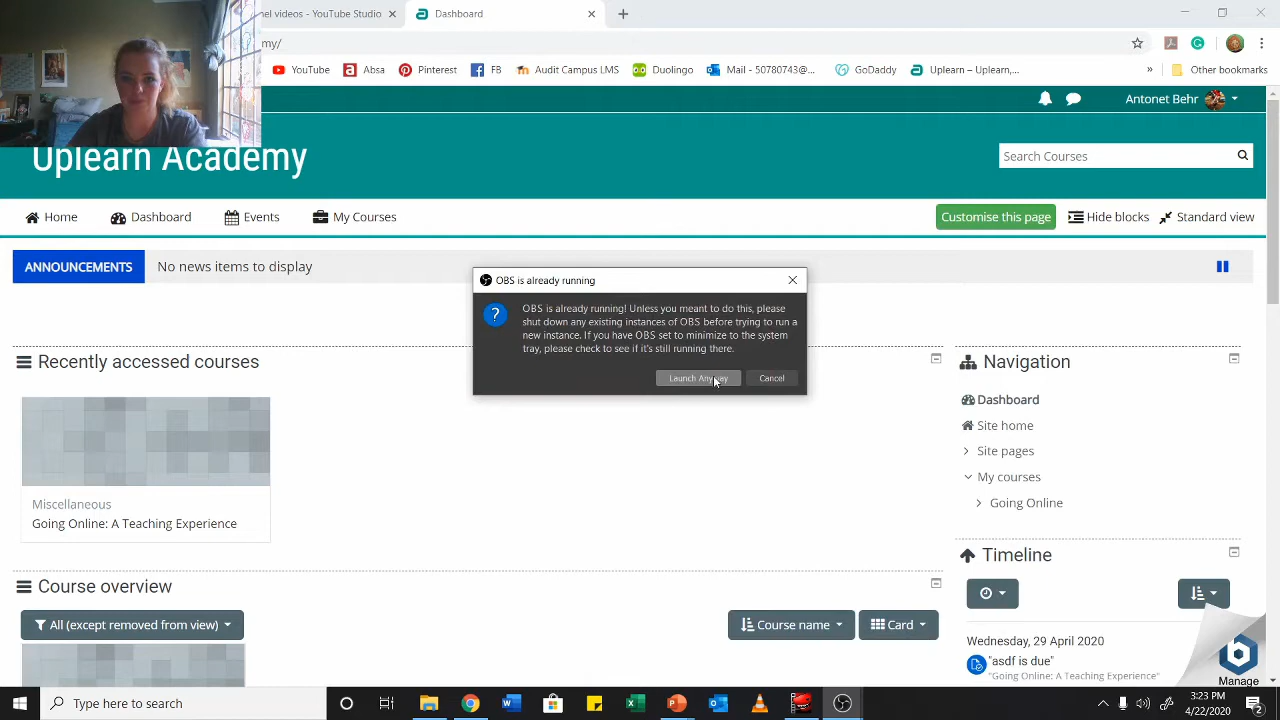 nel videos - YouTube Studio
Dashboard
my/
YouTube
Absa
Pinterest
FB
Audit Campus LMS
Duolingo
Mail - 50780743@...
GoDaddy
Uplearn – Uplearn,...
»
Other bookmarks
Antonet Behr
Uplearn Academy
Search Courses
Home
Dashboard
Events
My Courses
Customise this page
Hide blocks
Standard view
ANNOUNCEMENTS
No news items to display
OBS is already running
OBS is already running! Unless you meant to do this, please
shut down any existing instances of OBS before trying to run a
new instance. If you have OBS set to minimize to the system
tray, please check to see if it's still running there.
Launch Anyway
Cancel
Recently accessed courses
Miscellaneous
Going Online: A Teaching Experience
Course overview
All (except removed from view)
Course name
Card
Navigation
Dashboard
Site home
Site pages
My courses
Going Online
Timeline
Wednesday, 29 April 2020
"asdf is due"
"Going Online: A Teaching Experience
Manage
Type here to search
3:23 PM
4/22/2020
2